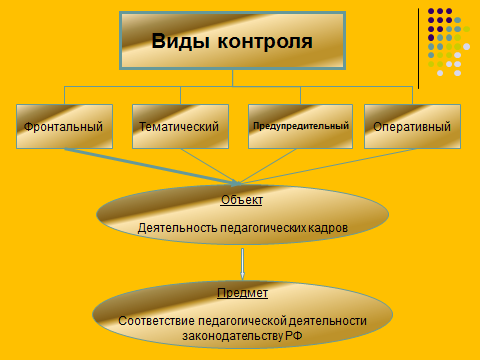 Виды контроля
Фронтальный
Тематический
Предупредительный
Оперативный
Объект
Деятельность педагогических кадров
Предмет
Соответствие педагогической деятельности
законодательству РФ